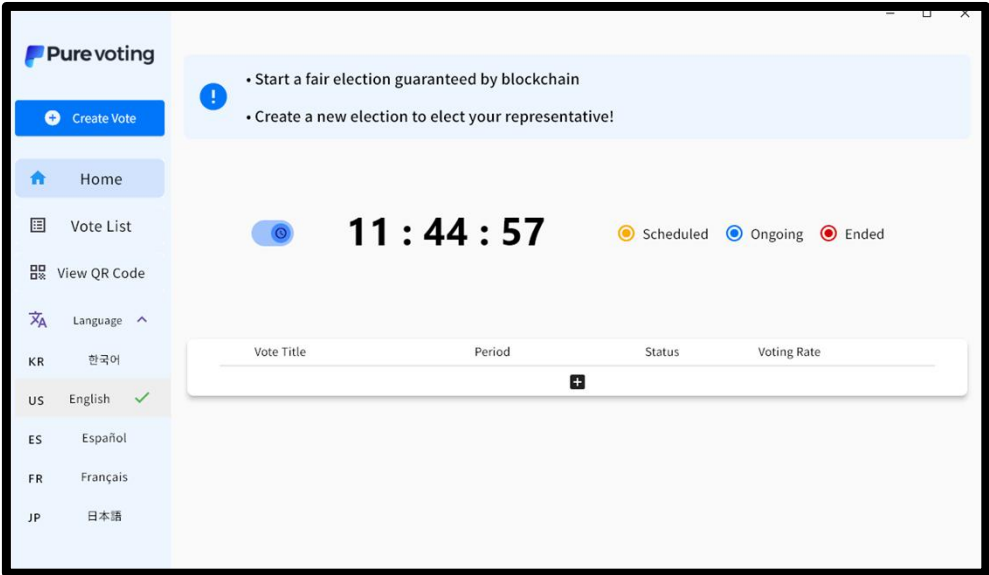 Pure voting
• Start a fair election guaranteed by blockchain
• Create a new election to elect your representative!
Create Vote
Home
Vote List
View QR Code
Language
KR 한국어
US English
ES Español
FR Français
JP 日本語
11 : 44 : 57
Scheduled Ongoing Ended
Vote Title Period Status Voting Rate